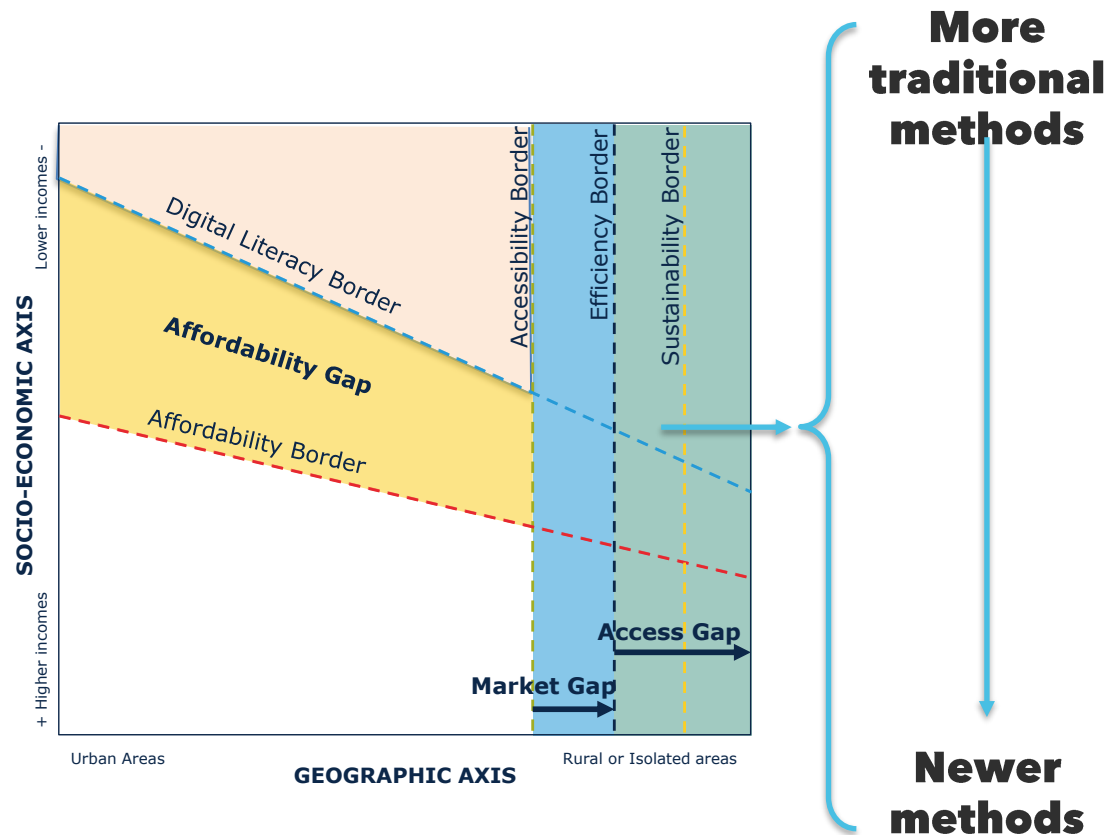 More
traditional
methods
Lower incomes -
SOCIO-ECONOMIC AXIS
+ Higher incomes
Digital Literacy Border
Affordability Gap
Affordability Border
Accessibility Border
Efficiency Border
Sustainability Border
Access Gap
Market Gap
Urban Areas
Rural or Isolated areas
GEOGRAPHIC AXIS
Newer
methods